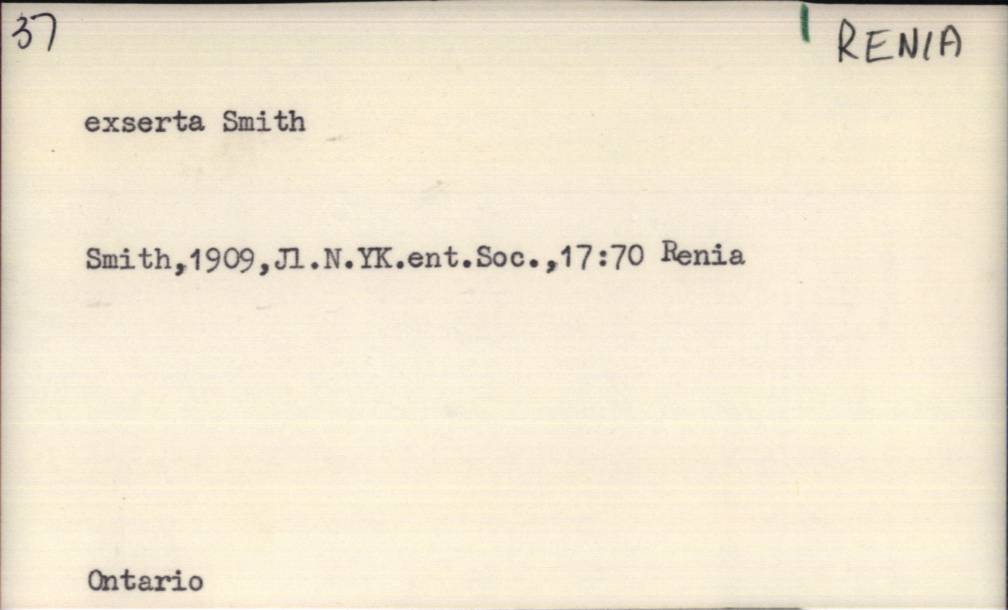 37
RENIA
exserta Smith
Smith,1909,Jl.N.YK.ent.Soc.,17:70 Renia
Ontario